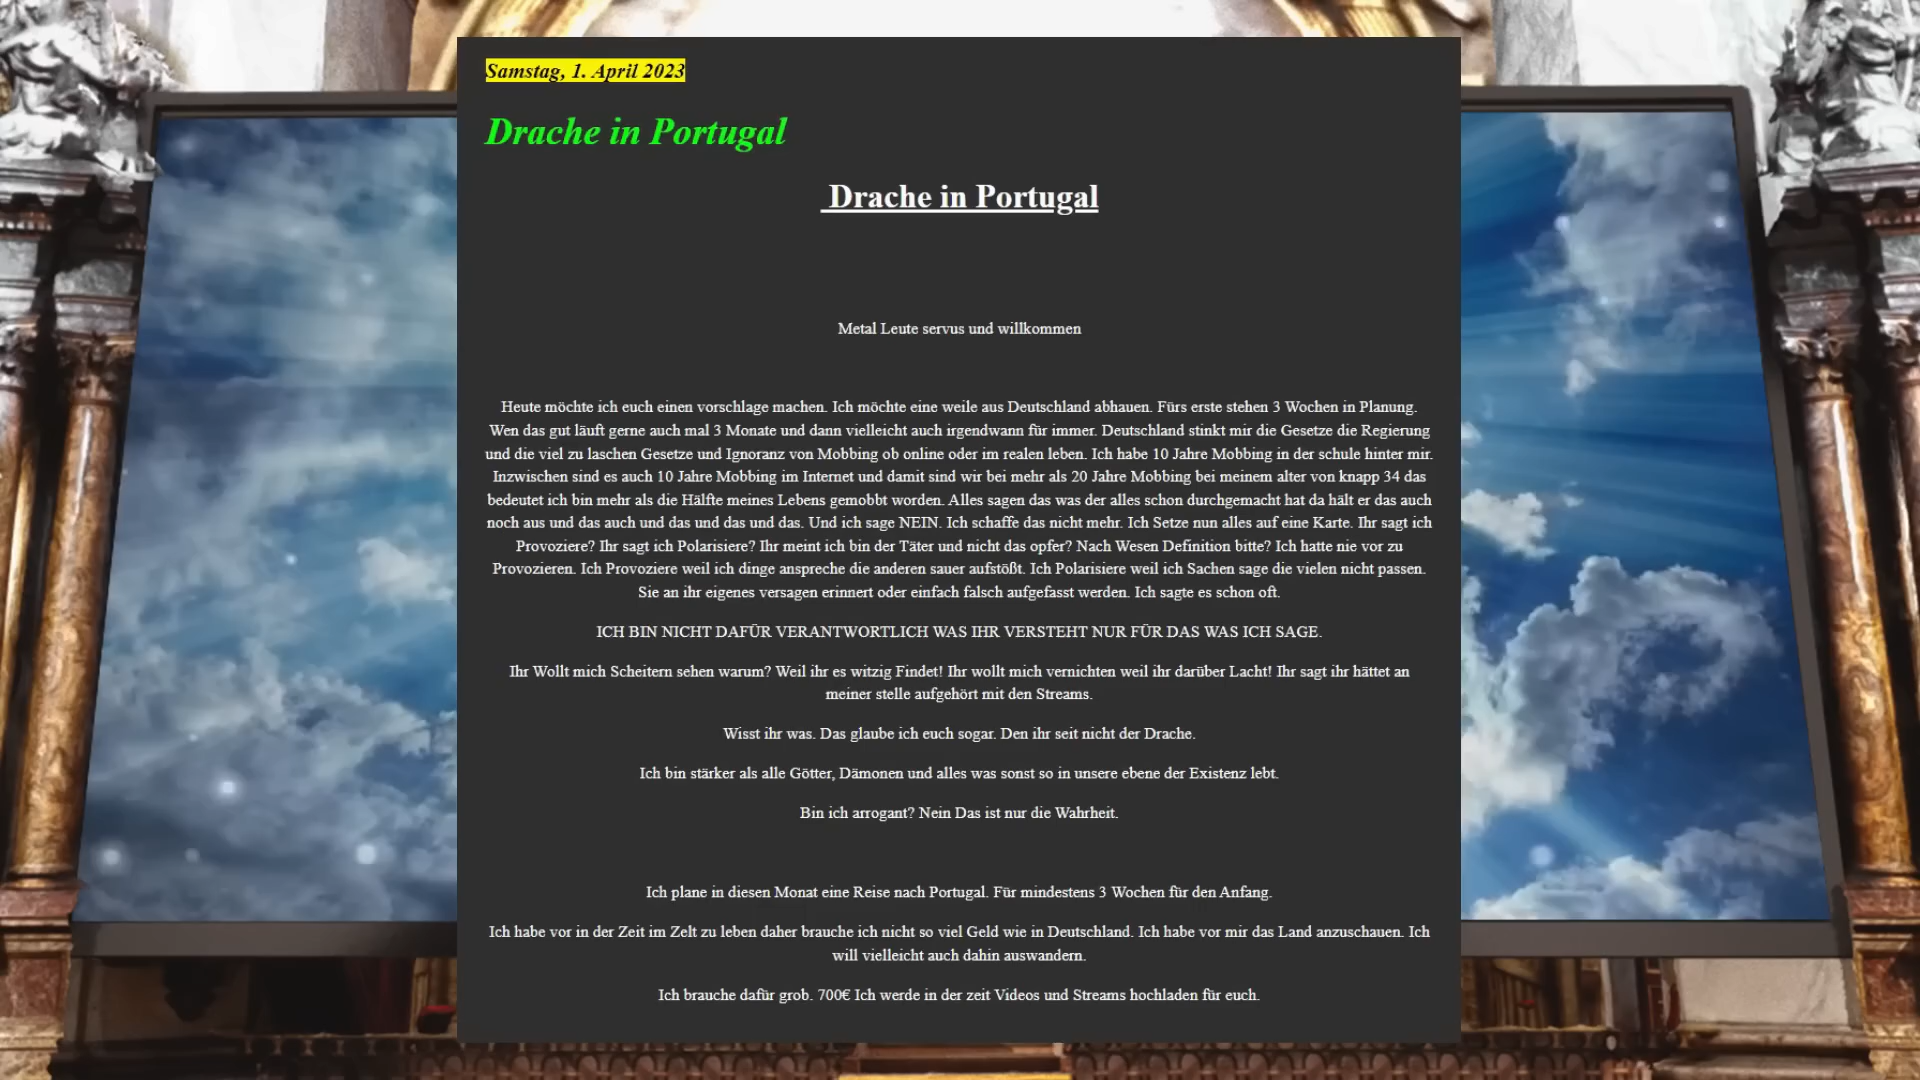 Samstag, 1. April 2023
Drache in Portugal
Drache in Portugal
Metal Leute servus und willkommen
Heute möchte ich euch einen vorschlage machen. Ich möchte eine weile aus Deutschland abhauen. Fürs erste stehen 3 Wochen in Planung.
Wen das gut läuft gerne auch mal 3 Monate und dann vielleicht auch irgendwann für immer. Deutschland stinkt mir die Gesetze die Regierung
und die viel zu laschen Gesetze und Ignoranz von Mobbing ob online oder im realen leben. Ich habe 10 Jahre Mobbing in der schule hinter mir.
Inzwischen sind es auch 10 Jahre Mobbing im Internet und damit sind wir bei mehr als 20 Jahre Mobbing bei meinem alter von knapp 34 das
bedeutet ich bin mehr als die Hälfte meines Lebens gemobbt worden. Alles sagen das was der alles schon durchgemacht hat da hält er das auch
noch aus und das auch und das und das und das. Und ich sage NEIN. Ich schaffe das nicht mehr. Ich Setze nun alles auf eine Karte. Ihr sagt ich
Provoziere? Ihr sagt ich Polarisiere? Ihr meint ich bin der Täter und nicht das opfer? Nach Wesen Definition bitte? Ich hatte nie vor zu
Provozieren. Ich Provoziere weil ich dinge anspreche die anderen sauer aufstößt. Ich Polarisiere weil ich Sachen sage die vielen nicht passen.
Sie an ihr eigenes versagen erinnert oder einfach falsch aufgefasst werden. Ich sagte es schon oft.
ICH BIN NICHT DAFÜR VERANTWORTLICH WAS IHR VERSTEHT NUR FÜR DAS WAS ICH SAGE.
Ihr Wollt mich Scheitern sehen warum? Weil ihr es witzig Findet! Ihr wollt mich vernichten weil ihr darüber Lacht! Ihr sagt ihr hättet an
meiner stelle aufgehört mit den Streams.
Wisst ihr was. Das glaube ich euch sogar. Den ihr seit nicht der Drache.
Ich bin stärker als alle Götter, Dämonen und alles was sonst so in unsere ebene der Existenz lebt.
Bin ich arrogant? Nein Das ist nur die Wahrheit.
Ich plane in diesen Monat eine Reise nach Portugal. Für mindestens 3 Wochen für den Anfang.
Ich habe vor in der Zeit im Zelt zu leben daher brauche ich nicht so viel Geld wie in Deutschland. Ich habe vor mir das Land anzuschauen. Ich
will vielleicht auch dahin auswandern.
Ich brauche dafür grob. 700€ Ich werde in der zeit Videos und Streams hochladen für euch.